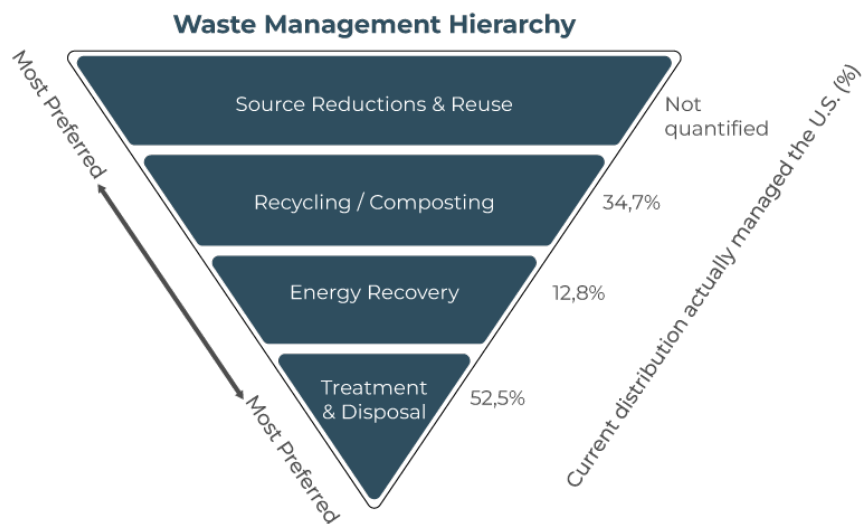 Waste Management Hierarchy
Most Preferred
Source Reductions & Reuse
Not
quantified
Recycling / Composting
34,7%
Energy Recovery
12,8%
Treatment
& Disposal
52,5%
Most Preferred
Current distribution actually managed the U.S. (%)